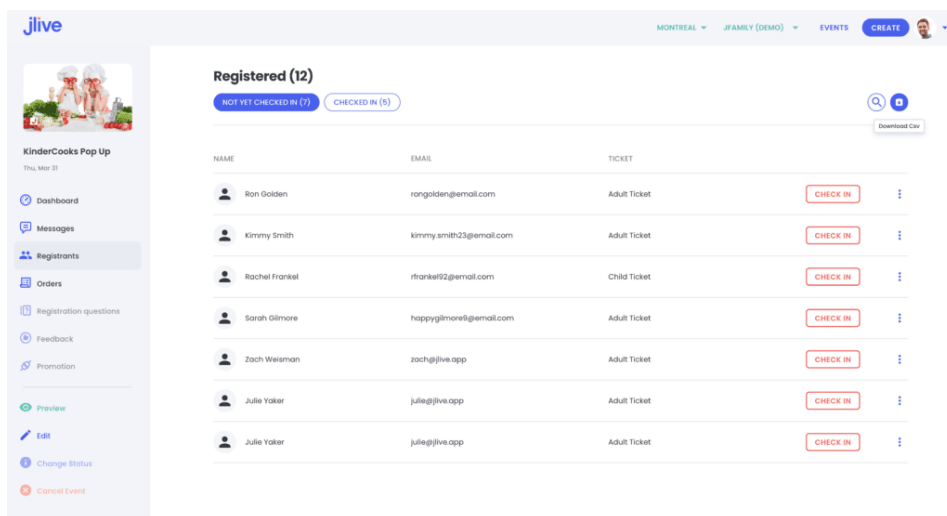 jlive
MONTREAL JFAMILY (DEMO) EVENTS CREATE
KinderCooks Pop Up
Thu, Mar 31
Dashboard
Messages
Registrants
Orders
Registration questions
Feedback
Promotion
Preview
Edit
Change Status
Cancel Event
Registered (12)
NOT YET CHECKED IN (7) CHECKED IN (5)
Download Csv
NAME EMAIL TICKET
Ron Golden rongolden@email.com Adult Ticket CHECK IN
Kimmy Smith kimmy.smith23@email.com Adult Ticket CHECK IN
Rachel Frankel rfrankel92@email.com Child Ticket CHECK IN
Sarah Gilmore happygilmore9@email.com Adult Ticket CHECK IN
Zach Weisman zach@jlive.app Adult Ticket CHECK IN
Julie Yaker julie@jlive.app Adult Ticket CHECK IN
Julie Yaker julie@jlive.app Adult Ticket CHECK IN